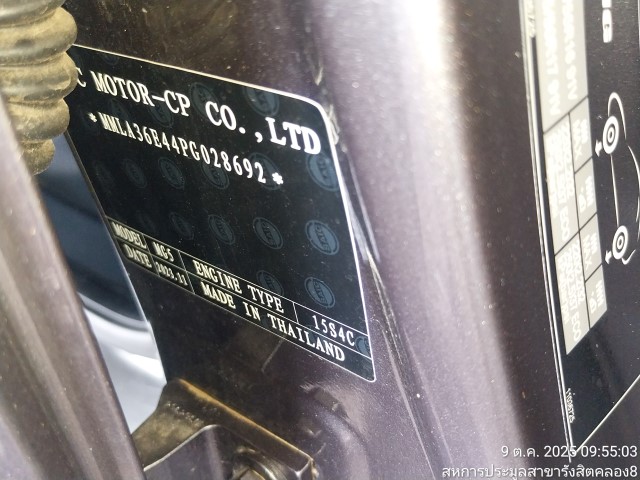 C MOTOR-CP CO.,LTD
*MMLA36E44PG028692*
MODEL MG5 ENGINE TYPE 15S4C
DATE 2023.11 MADE IN THAILAND
9 ต.ค. 2025 09:55:03
สหการประมูลสาขารังสิตคลอง8